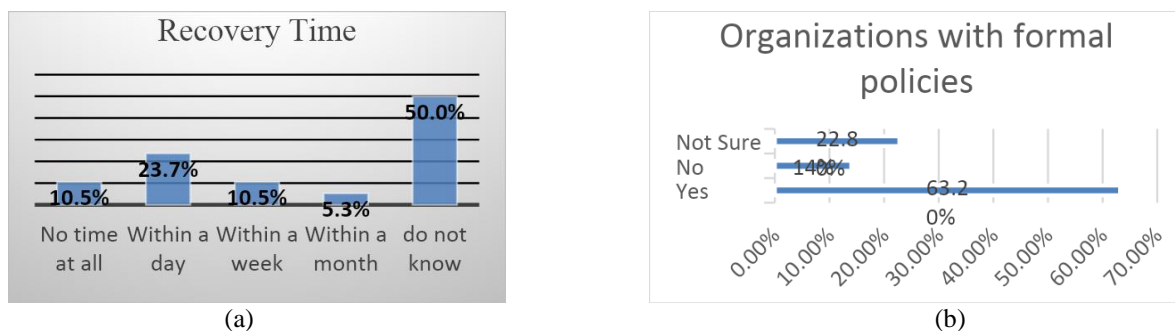 Recovery Time
50.0%
23.7%
10.5%
10.5%
5.3%
No time at all
Within a day
Within a week
Within a month
do not know
(a)
Organizations with formal
policies
Not Sure
22.8
No
Yes
63.2
0%
0.00%
10.00%
20.00%
30.00%
40.00%
50.00%
60.00%
70.00%
(b)